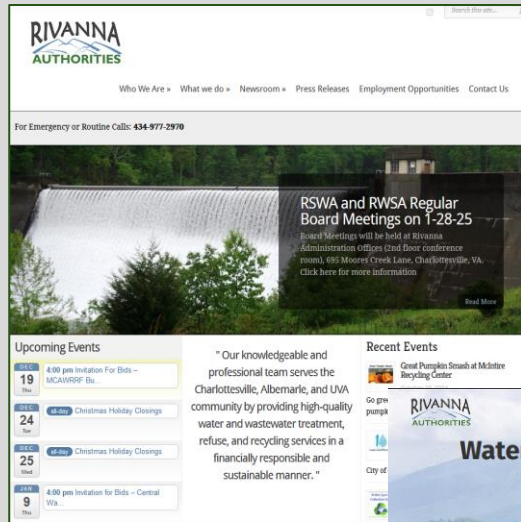 Search this site...
RIVANNA
AUTHORITIES
Who We Are » What we do » Newsroom » Press Releases Employment Opportunities Contact Us
For Emergency or Routine Calls: 434-977-2970
RSWA and RWSA Regular
Board Meetings on 1-28-25
Board Meetings will be held at Rivanna
Administration Offices (2nd floor conference
room), 695 Moores Creek Lane, Charlottesville, VA.
Click here for more information
Read More
Upcoming Events
DEC
19
Thu
4:00 pm Invitation For Bids –
MCAWRRF Bu...
DEC
24
Tue
all-day Christmas Holiday Closings
DEC
25
Wed
all-day Christmas Holiday Closings
JAN
9
Thu
4:00 pm Invitation for Bids – Central
Wa...
" Our knowledgeable and
professional team serves the
Charlottesville, Albemarle, and UVA
community by providing high-quality
water and wastewater treatment,
refuse, and recycling services in a
financially responsible and
sustainable manner. "
Recent Events
Great Pumpkin Smash at McIntire
Recycling Center
Go gree
pumpk
City of
RIVANNA
AUTHORITIES
Wate